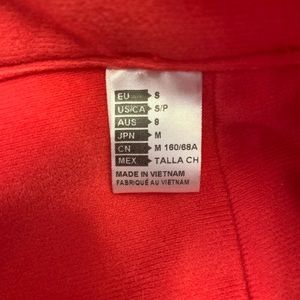 EU S
US/CA S/P
AUS 8
JPN M
CN M 160/68A
MEX TALLA CH
MADE IN VIETNAM
FABRIQUÉ AU VIETNAM